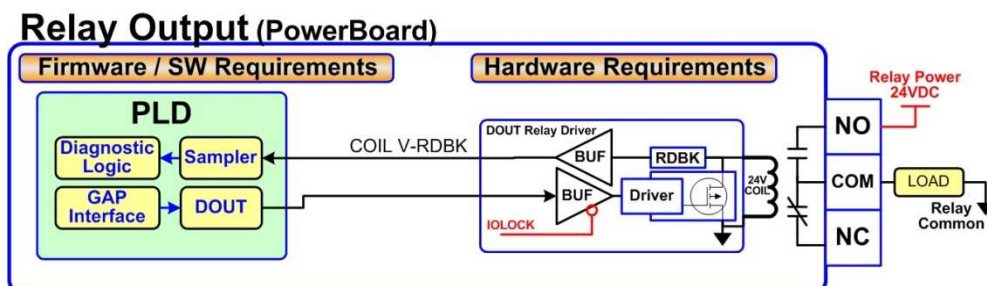 Relay Output (PowerBoard)
Firmware / SW Requirements
Hardware Requirements
Relay Power
24VDC
PLD
Diagnostic
Logic
Sampler
GAP
Interface
DOUT
COIL V-RDBK
DOUT Relay Driver
BUF
RDBK
BUF
Driver
24V
COIL
IOLOCK
NO
COM
NC
LOAD
Relay
Common